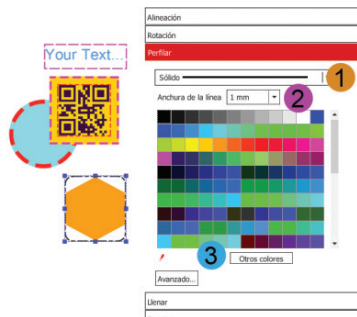 Alineación
Rotación
Perfilar
Your Text...
Sólido
1
Anchura de la línea
1 mm
2
3
Otros colores
Avanzado...
Llenar